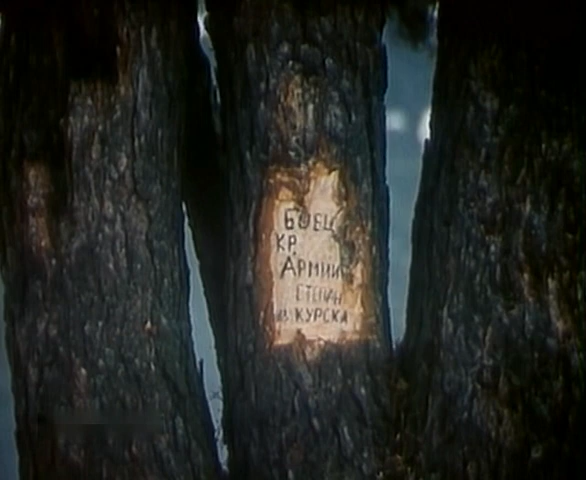 Боец
Кр.
Армии
Степан
из Курска